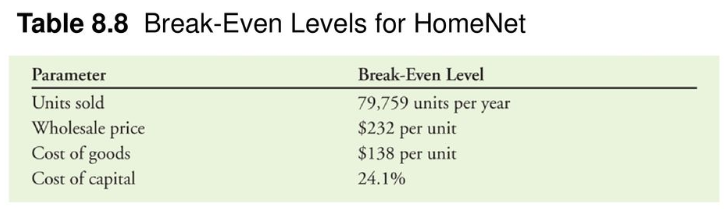 Table 8.8 Break-Even Levels for HomeNet
Parameter Break-Even Level
Units sold 79,759 units per year
Wholesale price $232 per unit
Cost of goods $138 per unit
Cost of capital 24.1%